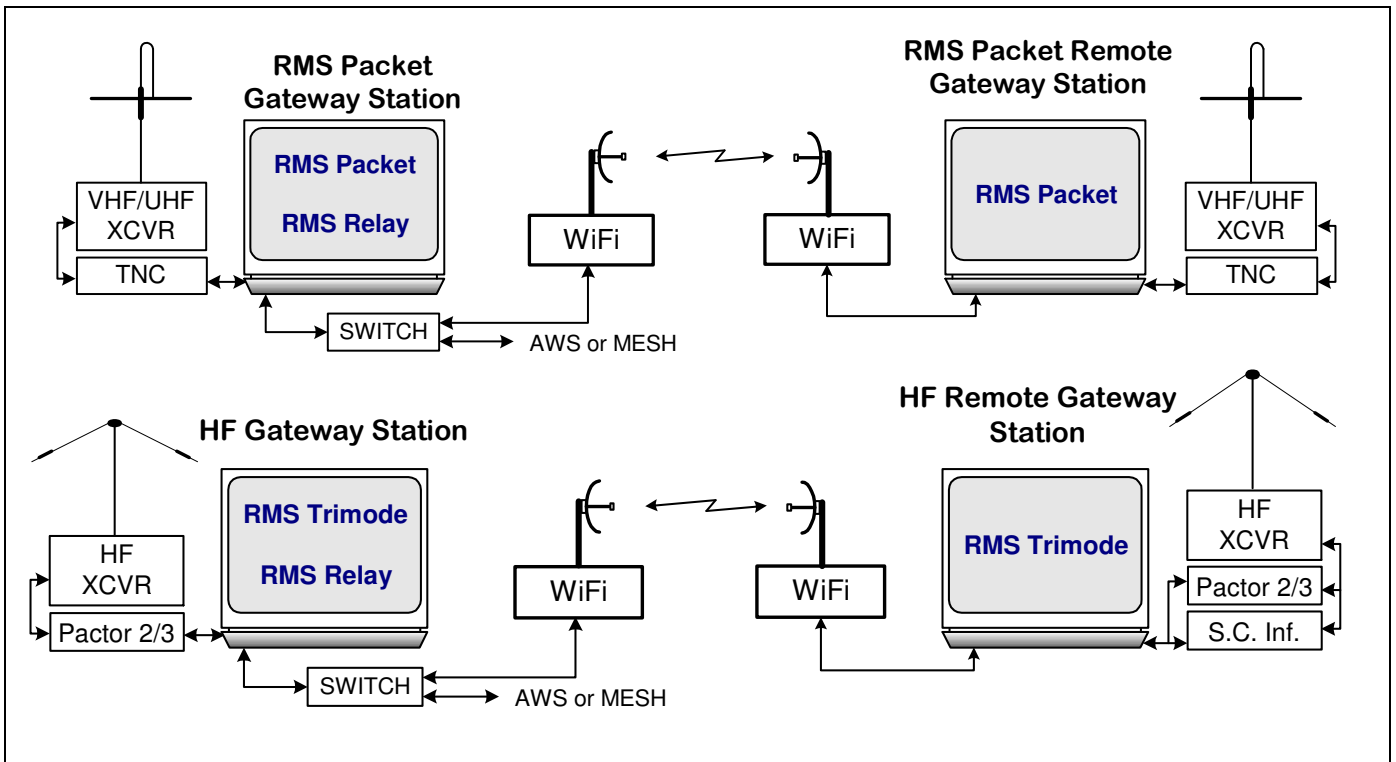 RMS Packet
Gateway Station
RMS Packet Remote
Gateway Station
RMS Packet
RMS Relay
VHF/UHF
XCVR
TNC
WiFi
WiFi
SWITCH
AWS or MESH
RMS Packet
VHF/UHF
XCVR
TNC
HF Gateway Station
HF Remote Gateway
Station
RMS Trimode
RMS Relay
HF
XCVR
Pactor 2/3
WiFi
WiFi
SWITCH
AWS or MESH
RMS Trimode
HF
XCVR
Pactor 2/3
S.C. Inf.